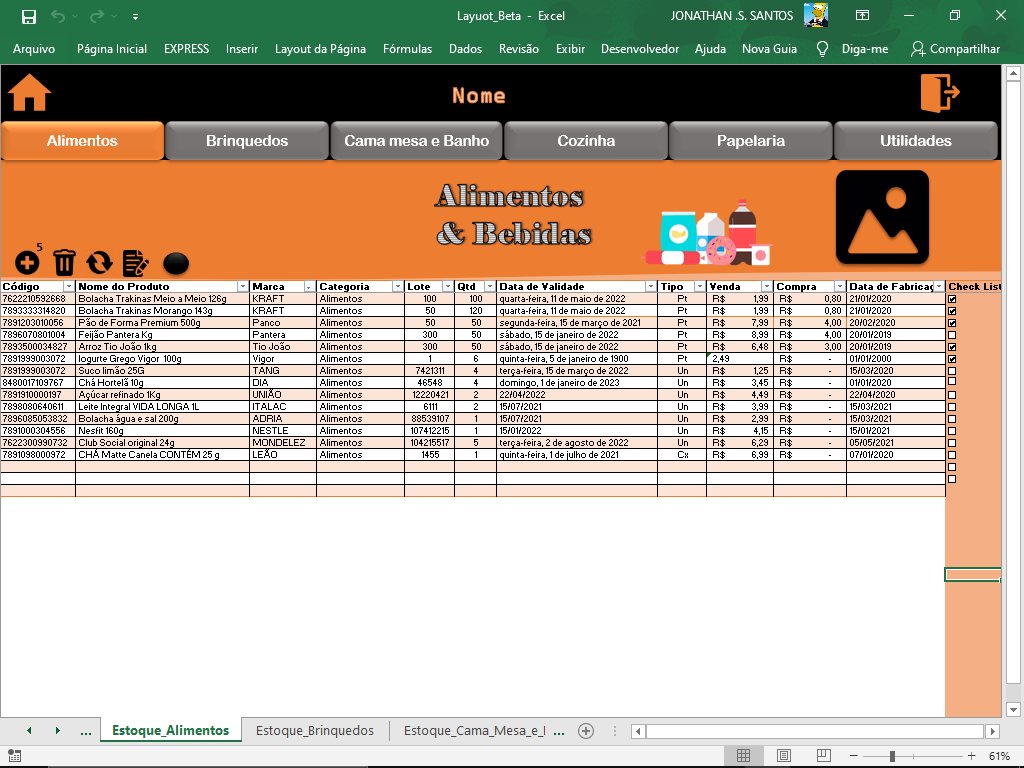 Layuot_Beta - Excel
JONATHAN .S. SANTOS
Arquivo Página Inicial EXPRESS Inserir Layout da Página Fórmulas Dados Revisão Exibir Desenvolvedor Ajuda Nova Guia Diga-me Compartilhar
Nome
Alimentos Brinquedos Cama mesa e Banho Cozinha Papelaria Utilidades
Alimentos
& Bebidas
5
Código Nome do Produto Marca Categoria Lote Qtd Data de Validade Tipo Venda Compra Data de Fabricaç Check List
7622210592668 Bolacha Trakinas Meio a Meio 126g KRAFT Alimentos 100 100 quarta-feira, 11 de maio de 2022 Pt R$ 1,99 R$ 0,80 21/01/2020
7893333314820 Bolacha Trakinas Morango 143g KRAFT Alimentos 50 120 quarta-feira, 11 de maio de 2022 Pt R$ 1,99 R$ 0,80 21/01/2020
7891203010056 Pão de Forma Premium 500g Panco Alimentos 50 50 segunda-feira, 15 de março de 2021 Pt R$ 7,99 R$ 4,00 20/02/2020
7896070801004 Feijão Pantera Kg Pantera Alimentos 300 50 sábado, 15 de janeiro de 2022 Pt R$ 8,99 R$ 4,00 20/01/2019
7893500034827 Arroz Tio João 1kg Tio João Alimentos 300 50 sábado, 15 de janeiro de 2022 Pt R$ 6,48 R$ 3,00 20/01/2019
7891999003072 Iogurte Grego Vigor 100g Vigor Alimentos 1 6 quinta-feira, 5 de janeiro de 1900 Pt 2,49 R$ - 01/01/2000
7891999003072 Suco limão 25G TANG Alimentos 7421311 4 terça-feira, 15 de março de 2022 Un R$ 1,25 R$ - 15/03/2020
8480017109767 Chá Hortelã 10g DIA Alimentos 46548 4 domingo, 1 de janeiro de 2023 Un R$ 3,45 R$ - 01/01/2020
7891910000197 Açúcar refinado 1Kg UNIÃO Alimentos 12220421 2 22/04/2022 Un R$ 4,49 R$ - 22/04/2020
7898080640611 Leite Integral VIDA LONGA 1L ITALAC Alimentos 6111 2 15/07/2021 Un R$ 3,99 R$ - 15/03/2021
7896085053832 Bolacha água e sal 200g ADRIA Alimentos 88539107 1 15/07/2021 Un R$ 2,99 R$ - 15/03/2021
7891000304556 Nesfit 160g NESTLE Alimentos 107412215 1 15/01/2022 Un R$ 4,15 R$ - 15/01/2021
7622300990732 Club Social original 24g MONDELEZ Alimentos 104215517 5 terça-feira, 2 de agosto de 2022 Un R$ 6,29 R$ - 05/05/2021
7891098000972 CHÁ Matte Canela CONTÉM 25 g LEÃO Alimentos 1455 1 quinta-feira, 1 de julho de 2021 Cx R$ 6,99 R$ - 07/01/2020
... Estoque_Alimentos Estoque_Brinquedos Estoque_Cama_Mesa_e_I ...
61%